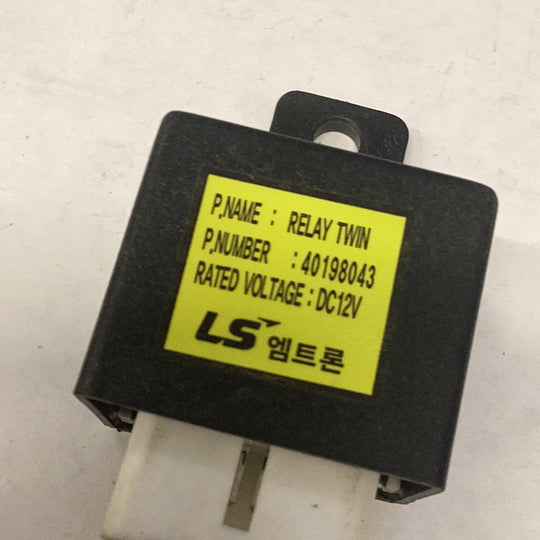 P,NAME : RELAY TWIN
P,NUMBER : 40198043
RATED VOLTAGE : DC12V
LS 엠트론